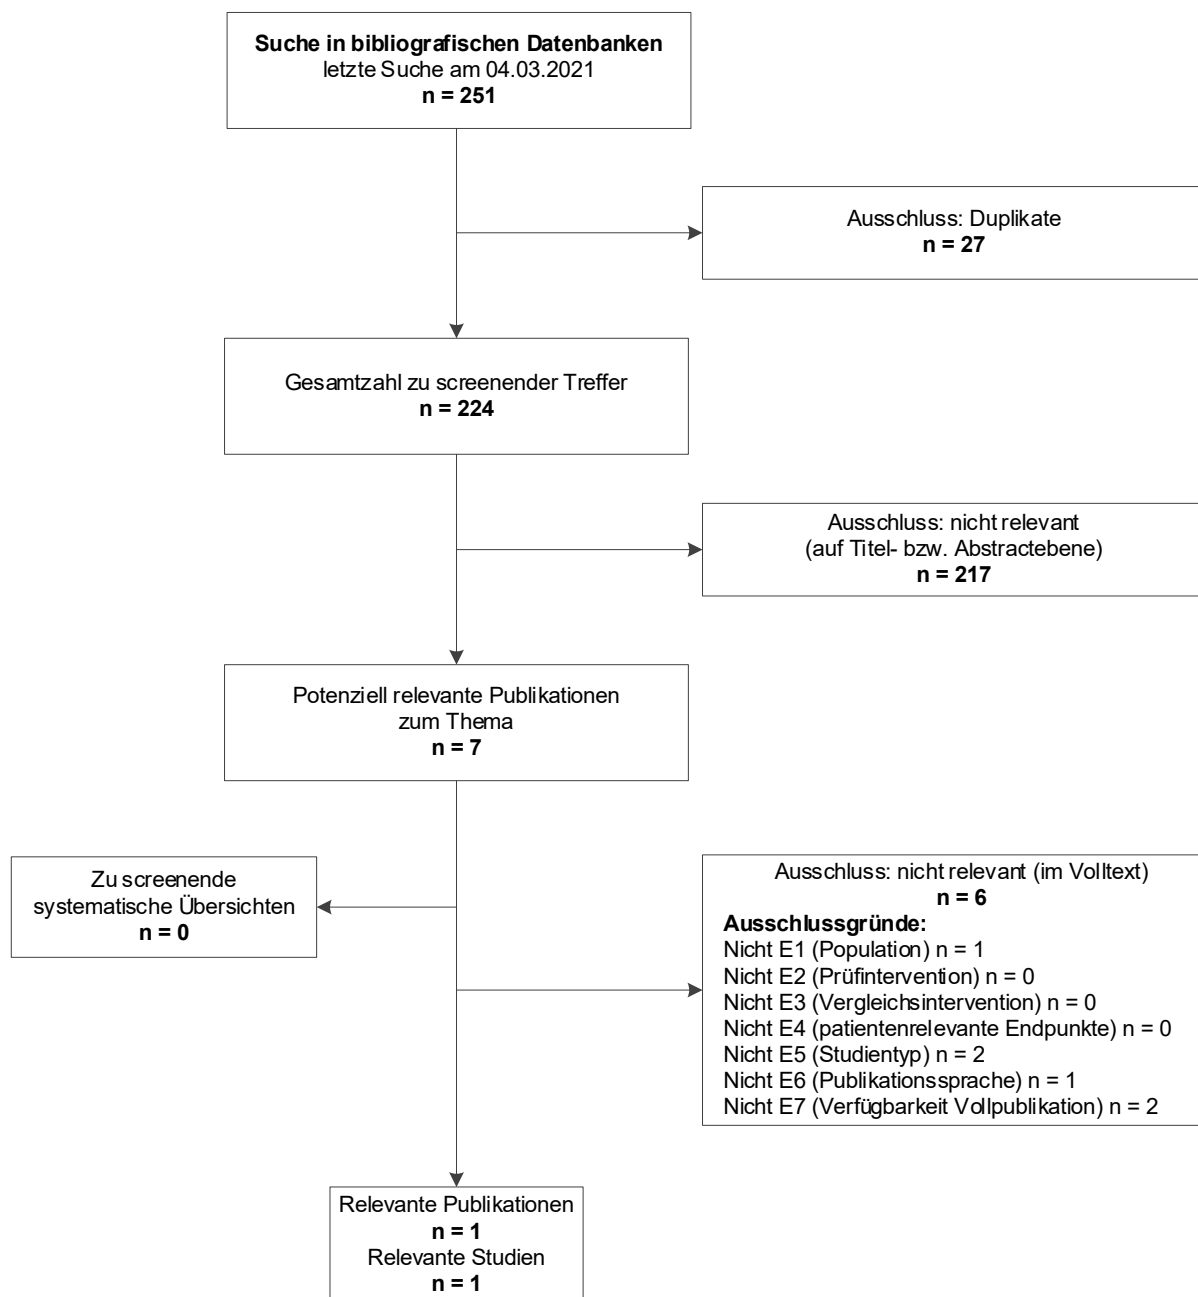 Suche in bibliografischen Datenbanken
letzte Suche am 04.03.2021
n = 251
Ausschluss: Duplikate
n = 27
Gesamtzahl zu screenender Treffer
n = 224
Ausschluss: nicht relevant
(auf Titel- bzw. Abstractebene)
n = 217
Potenziell relevante Publikationen
zum Thema
n = 7
Zu screenende
systematische Übersichten
n = 0
Ausschluss: nicht relevant (im Volltext)
n = 6
Ausschlussgründe:
Nicht E1 (Population) n = 1
Nicht E2 (Prüfintervention) n = 0
Nicht E3 (Vergleichsintervention) n = 0
Nicht E4 (patientenrelevante Endpunkte) n = 0
Nicht E5 (Studientyp) n = 2
Nicht E6 (Publikationssprache) n = 1
Nicht E7 (Verfügbarkeit Vollpublikation) n = 2
Relevante Publikationen
n = 1
Relevante Studien
n = 1